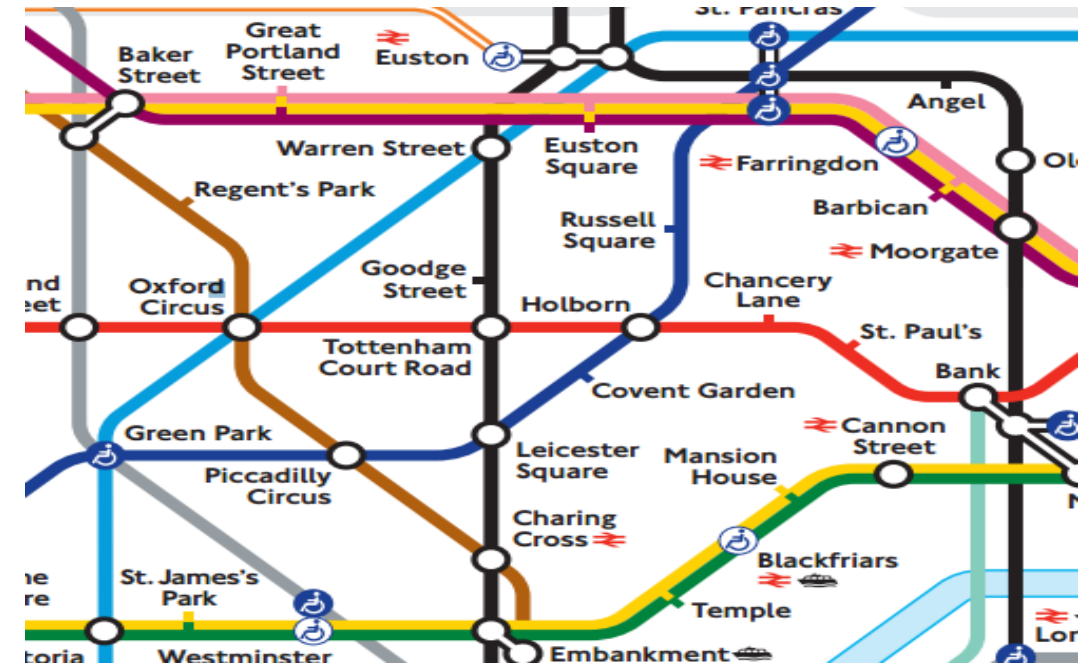 St. Pancras
Great
Portland
Street
Baker
Street
Euston
Angel
Warren Street
Euston
Square
Farringdon
Regent's Park
Barbican
Russell
Square
Moorgate
Goodge
Street
Chancery
Lane
Oxford
Circus
Holborn
St. Paul's
Tottenham
Court Road
Bank
Covent Garden
Green Park
Cannon
Street
Leicester
Square
Mansion
House
Piccadilly
Circus
Charing
Cross
Blackfriars
St. James's
Park
Temple
Westminster
Embankment